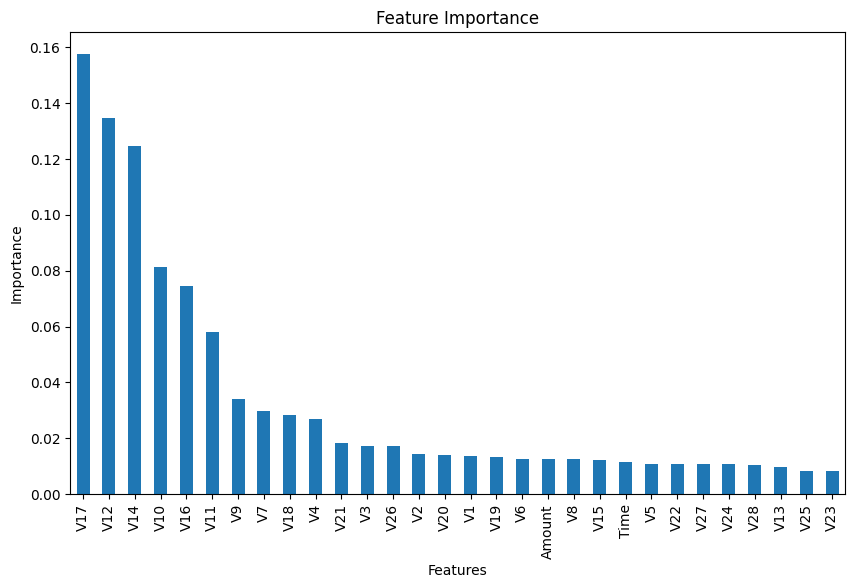 Feature Importance
0.16
0.14
0.12
0.10
0.08
0.06
0.04
0.02
0.00
Importance
V17
V12
V14
V10
V16
V11
V9
V7
V18
V4
V21
V3
V26
V2
V20
V1
V19
V6
Amount
V8
V15
Time
V5
V22
V27
V24
V28
V13
V25
V23
Features